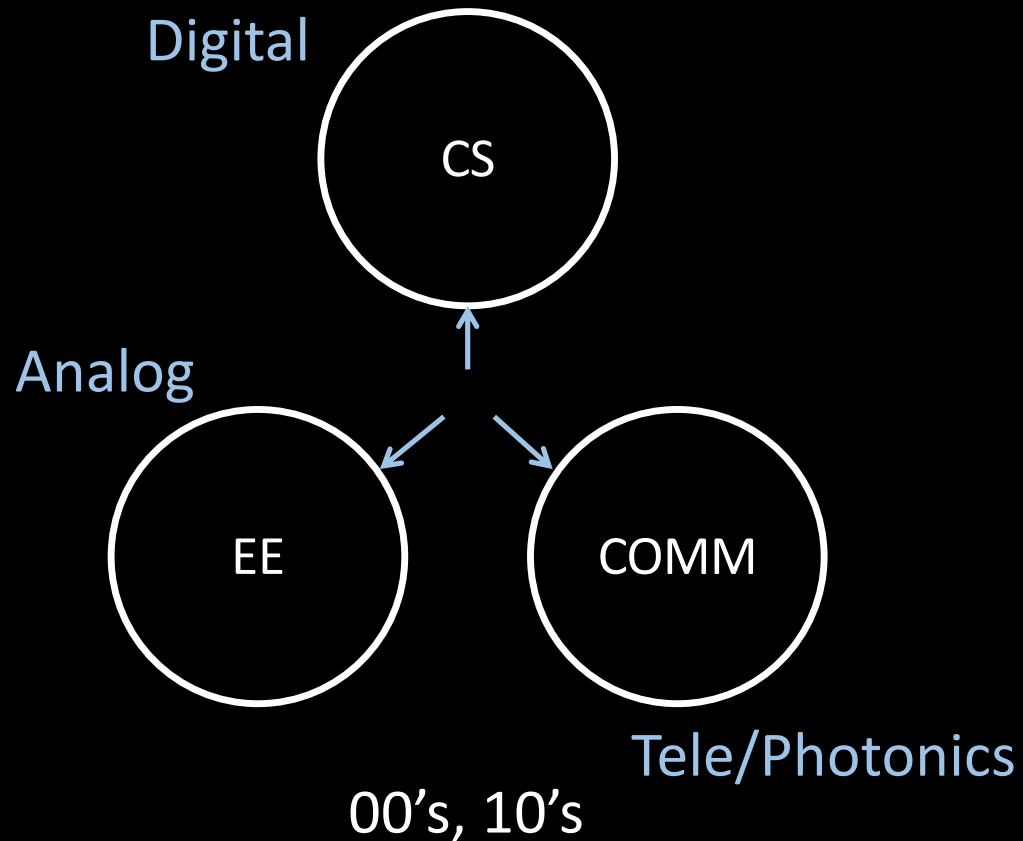 Digital
CS
Analog
EE
COMM
Tele/Photonics
00’s, 10’s